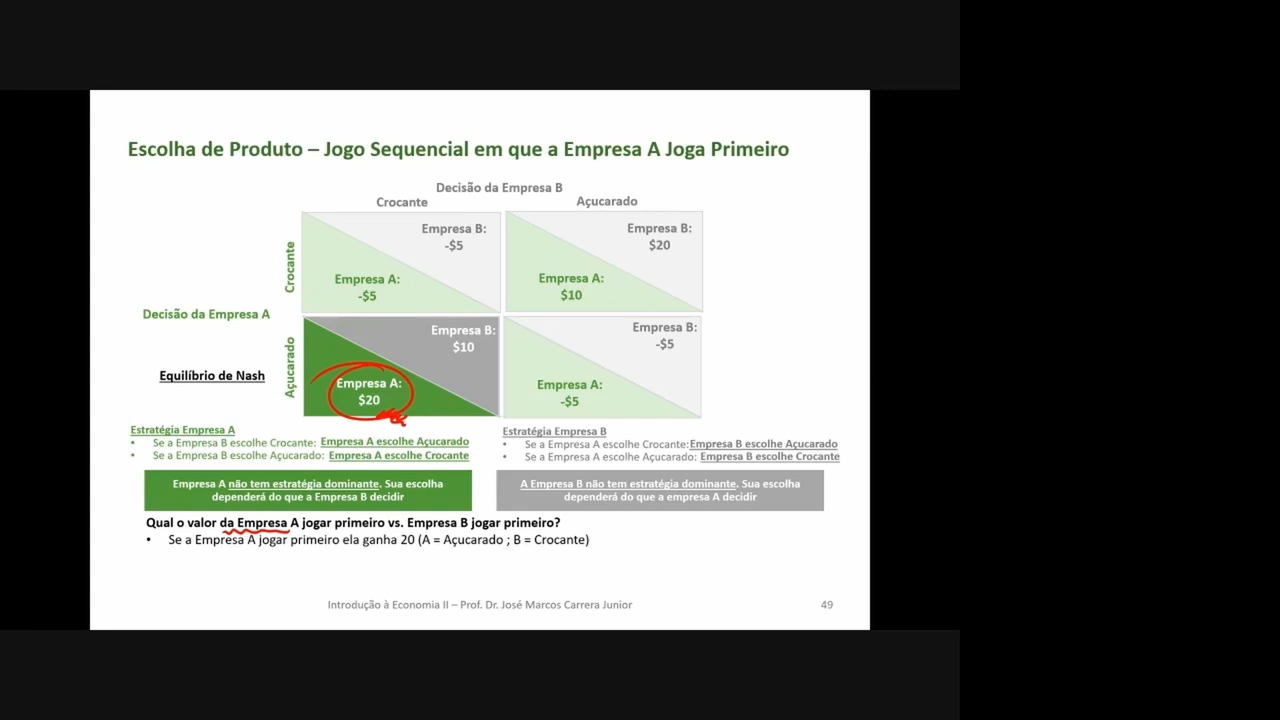 Escolha de Produto – Jogo Sequencial em que a Empresa A Joga Primeiro
Decisão da Empresa B
Crocante
Açucarado
Crocante
Empresa B:
-$5
Empresa A:
-$5
Empresa B:
$20
Empresa A:
$10
Decisão da Empresa A
Açucarado
Empresa B:
$10
Empresa A:
$20
Empresa B:
-$5
Empresa A:
-$5
Equilíbrio de Nash
Estratégia Empresa A
• Se a Empresa B escolhe Crocante: Empresa A escolhe Açucarado
• Se a Empresa B escolhe Açucarado: Empresa A escolhe Crocante
Estratégia Empresa B
• Se a Empresa A escolhe Crocante:Empresa B escolhe Açucarado
• Se a Empresa A escolhe Açucarado: Empresa B escolhe Crocante
Empresa A não tem estratégia dominante. Sua escolha
dependerá do que a Empresa B decidir
A Empresa B não tem estratégia dominante. Sua escolha
dependerá do que a empresa A decidir
Qual o valor da Empresa A jogar primeiro vs. Empresa B jogar primeiro?
• Se a Empresa A jogar primeiro ela ganha 20 (A = Açucarado ; B = Crocante)
Introdução à Economia II – Prof. Dr. José Marcos Carrera Junior
49